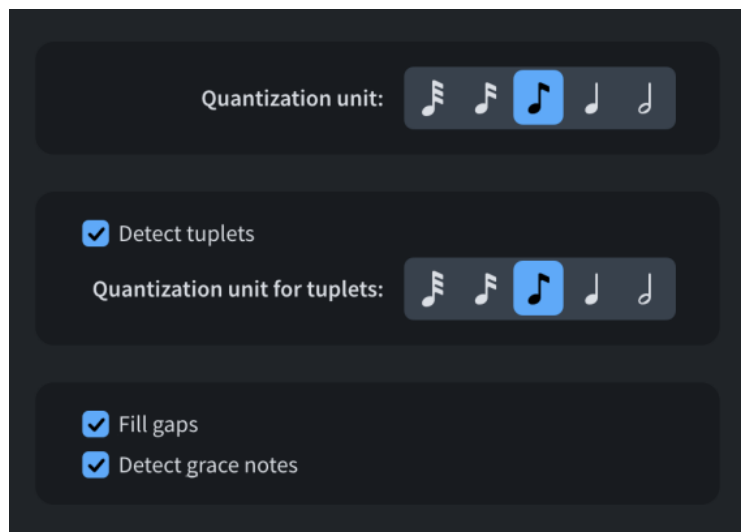 Quantization unit:
Detect tuplets
Quantization unit for tuplets:
Fill gaps
Detect grace notes